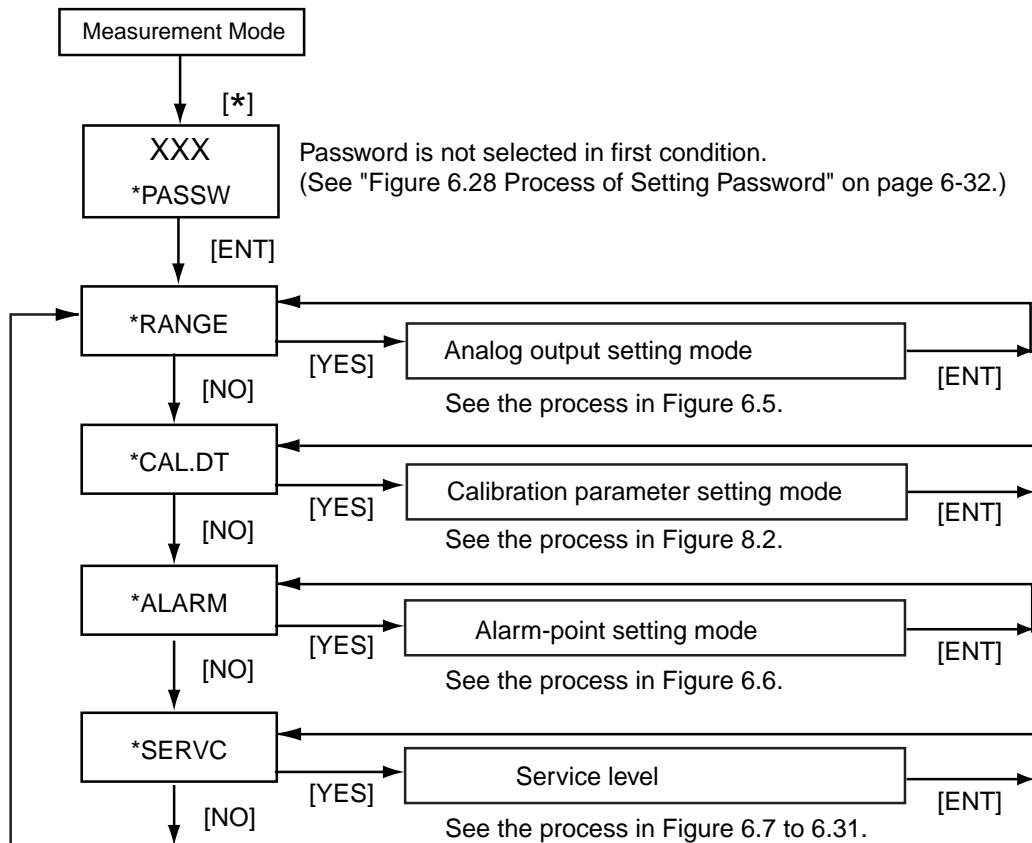 Measurement Mode
[*]
XXX
*PASSW
Password is not selected in first condition.
(See "Figure 6.28 Process of Setting Password" on page 6-32.)
[ENT]
*RANGE
[YES]
Analog output setting mode
[ENT]
[NO]
See the process in Figure 6.5.
*CAL.DT
[YES]
Calibration parameter setting mode
[ENT]
[NO]
See the process in Figure 8.2.
*ALARM
[YES]
Alarm-point setting mode
[ENT]
[NO]
See the process in Figure 6.6.
*SERVC
[YES]
Service level
[ENT]
[NO]
See the process in Figure 6.7 to 6.31.